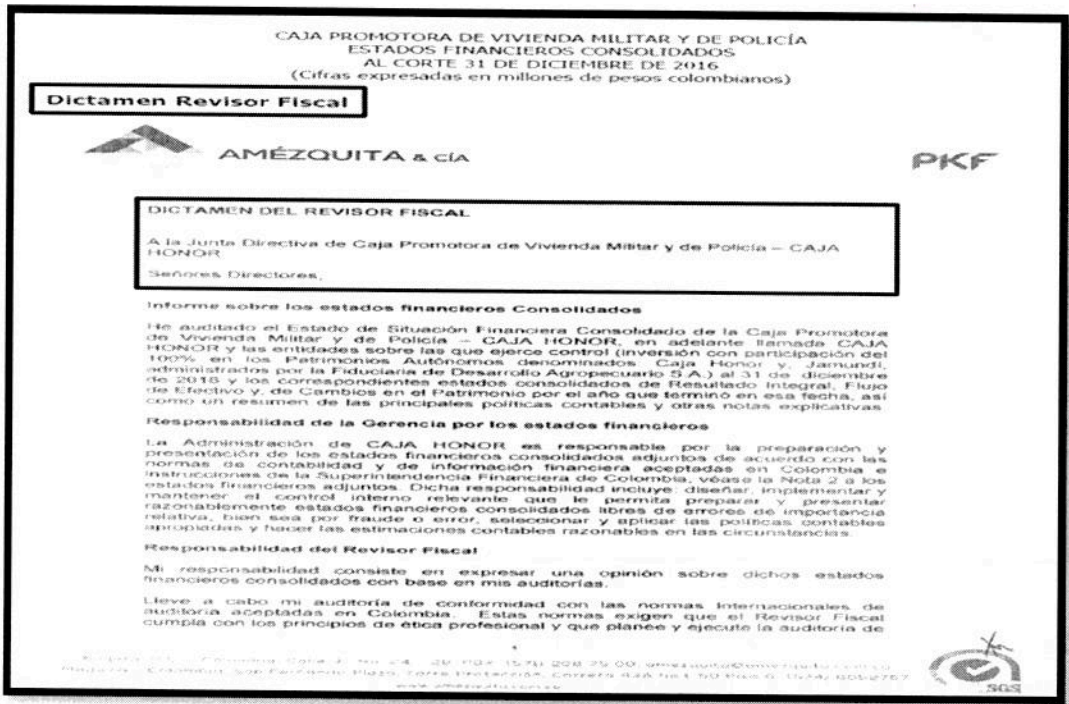 CAJA PROMOTORA DE VIVIENDA MILITAR Y DE POLICÍA
ESTADOS FINANCIEROS CONSOLIDADOS
AL CORTE 31 DE DICIEMBRE DE 2016
(Cifras expresadas en millones de pesos colombianos)
Dictamen Revisor Fiscal
AMÉZQUITA & CÍA
PKF
DICTAMEN DEL REVISOR FISCAL
A la Junta Directiva de Caja Promotora de Vivienda Militar y de Policía – CAJA
HONOR
Señores Directores,
Informe sobre los estados financieros Consolidados
He auditado el Estado de Situación Financiera Consolidado de la Caja Promotora
de Vivienda Militar y de Policía – CAJA HONOR, en adelante llamada CAJA
HONOR y las entidades sobre las que ejerce control (inversión con participación del
100% en los Patrimonios Autónomos denominados: Caja Honor y, Jamundí,
administrados por la Fiduciaria de Desarrollo Agropecuario S.A.) al 31 de diciembre
de 2016 y los correspondientes estados consolidados de Resultado Integral, Flujo
de Efectivo y, de Cambios en el Patrimonio por el año que terminó en esa fecha, así
como un resumen de las principales políticas contables y otras notas explicativas
Responsabilidad de la Gerencia por los estados financieros
La Administración de CAJA HONOR es responsable por la preparación y
presentación de los estados financieros consolidados adjuntos de acuerdo con las
normas de contabilidad y de información financiera aceptadas en Colombia e
instrucciones de la Superintendencia Financiera de Colombia, véase la Nota 2 a los
estados financieros adjuntos. Dicha responsabilidad incluye: diseñar, implementar y
mantener el control interno relevante que le permita preparar y presentar
razonablemente estados financieros consolidados libres de errores de importancia
relativa, bien sea por fraude o error, seleccionar y aplicar las políticas contables
apropiadas y hacer las estimaciones contables razonables en las circunstancias.
Responsabilidad del Revisor Fiscal
Mi responsabilidad consiste en expresar una opinión sobre dichos estados
financieros consolidados con base en mis auditorías.
Lleve a cabo mi auditoría de conformidad con las normas Internacionales de
auditoría aceptadas en Colombia. Estas normas exigen que el Revisor Fiscal
cumpla con los principios de ética profesional y que planee y ejecute la auditoría de
SGS